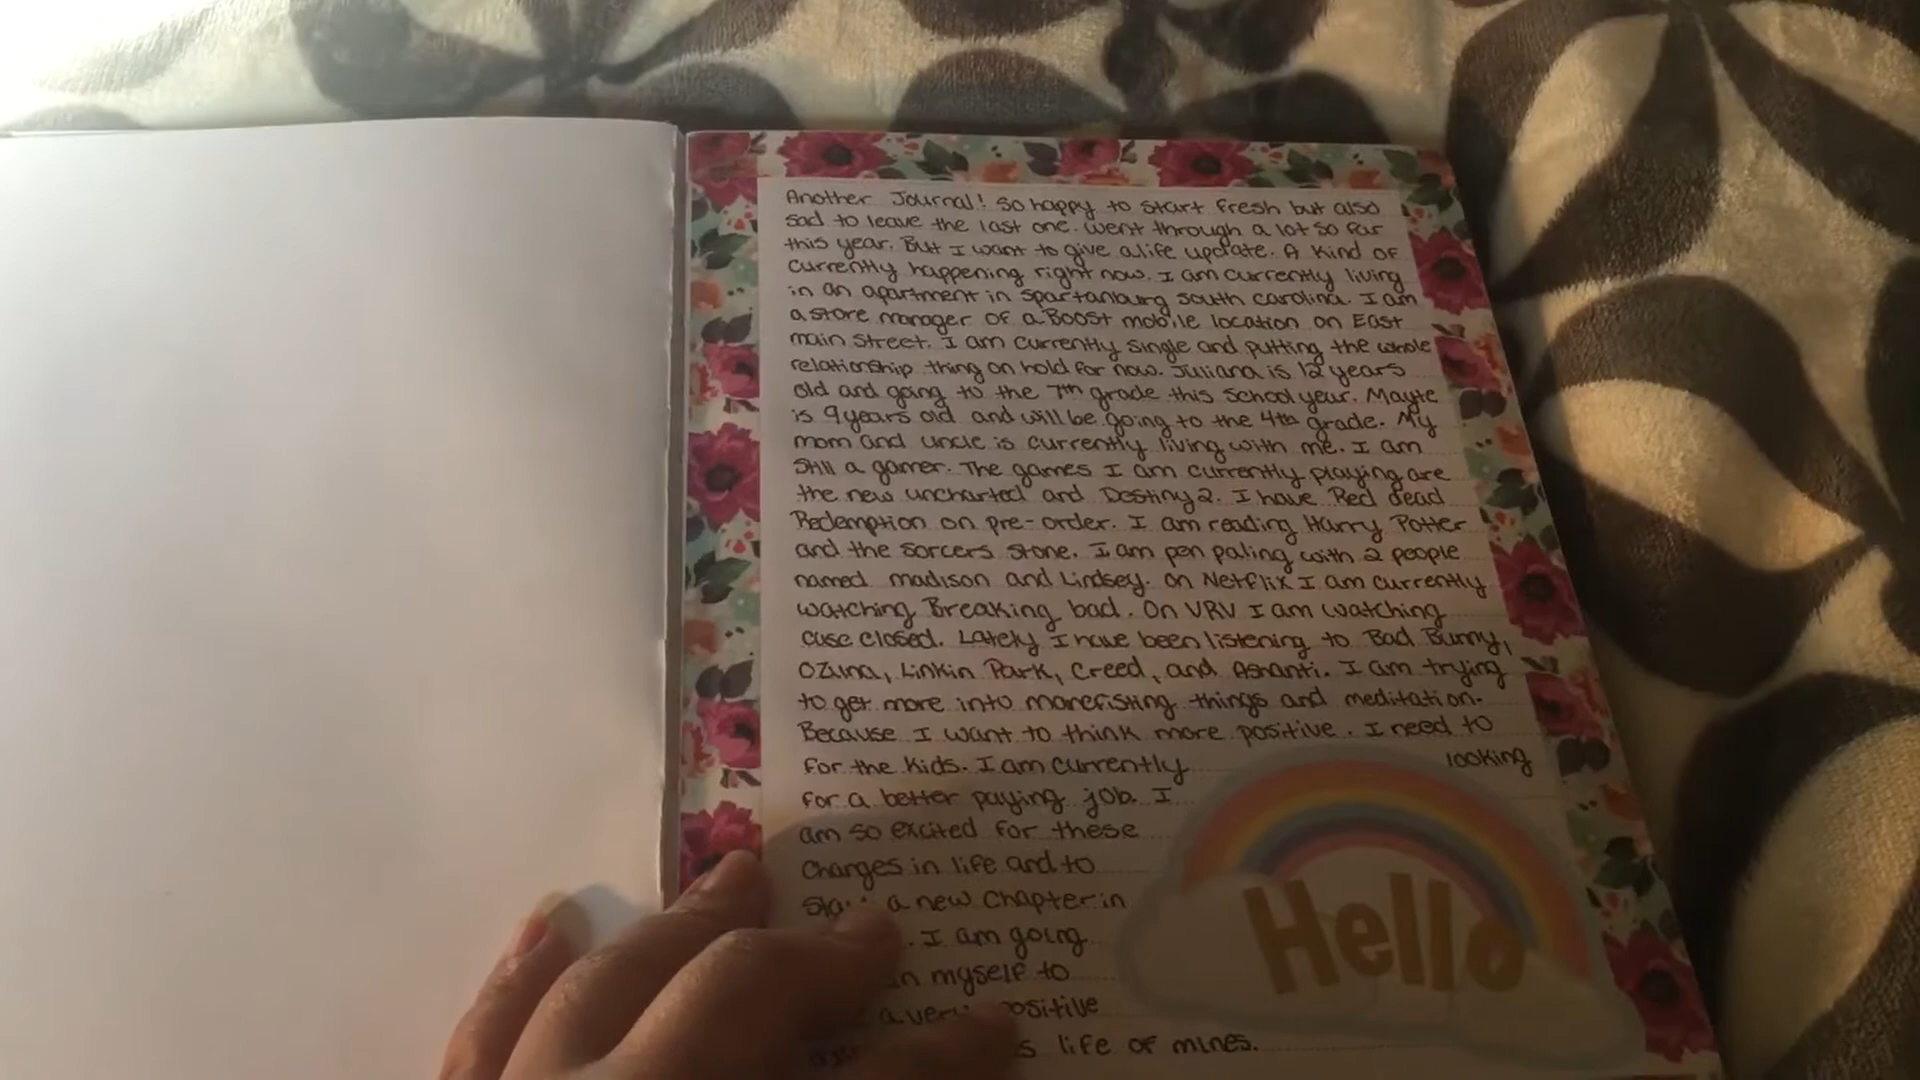 Another Journal! So happy to start fresh but also
sad to leave the last one. went through a lot so far
this year. But I want to give a life update. A kind of
currently happening right now. I am currently living
in an apartment in Spartanburg South Carolina. I am
a store manager of a Boost mobile location on East
main street. I am currently single and putting the whole
relationship thing on hold for now. Juliana is 12 years
old and going to the 7th grade this school year. Mayte
is 9 years old and will be going to the 4th grade. My
mom and uncle is currently living with me. I am
still a gamer. The games I am currently playing are
the new uncharted and Destiny 2. I have Red dead
Redemption on pre-order. I am reading Harry Potter
and the sorcers stone. I am pen paling with 2 people
named madison and Lindsey. on Netflix I am currently
watching Breaking bad. On VRV I am watching
case closed. Lately I have been listening to Bad Bunny,
Ozuna, Linkin Park, Creed, and Ashanti. I am trying
to get more into manefisting things and meditation.
Because I want to think more positive. I need to
for the kids. I am currently looking
for a better paying job. I
am so excited for these
changes in life and to
a new chapter in
. I am going
myself to
a very positive
life of mines.
Hello